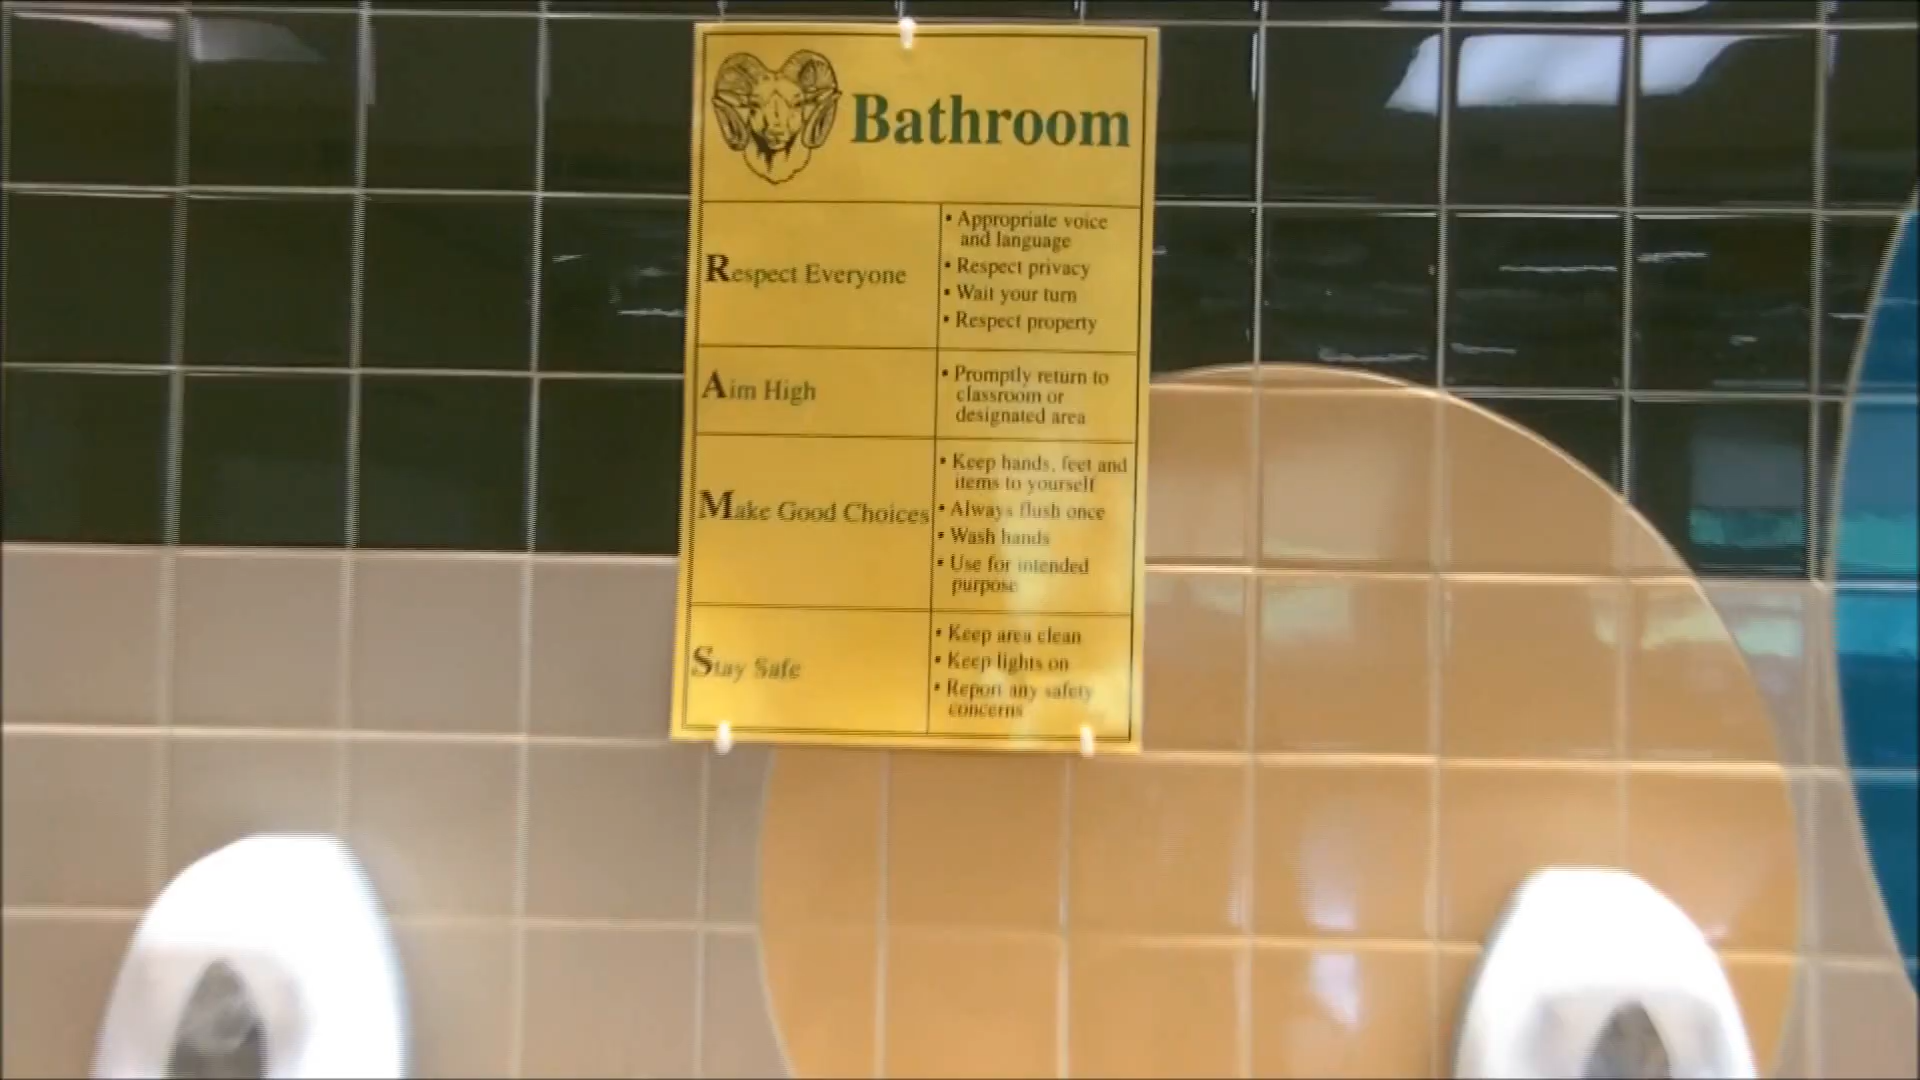 Bathroom
Respect Everyone
• Appropriate voice
and language
• Respect privacy
• Wait your turn
• Respect property
Aim High
• Promptly return to
classroom or
designated area
Make Good Choices
• Keep hands, feet and
items to yourself
• Always flush once
• Wash hands
• Use for intended
purpose
Stay Safe
• Keep area clean
• Keep lights on
• Report any safety
concerns